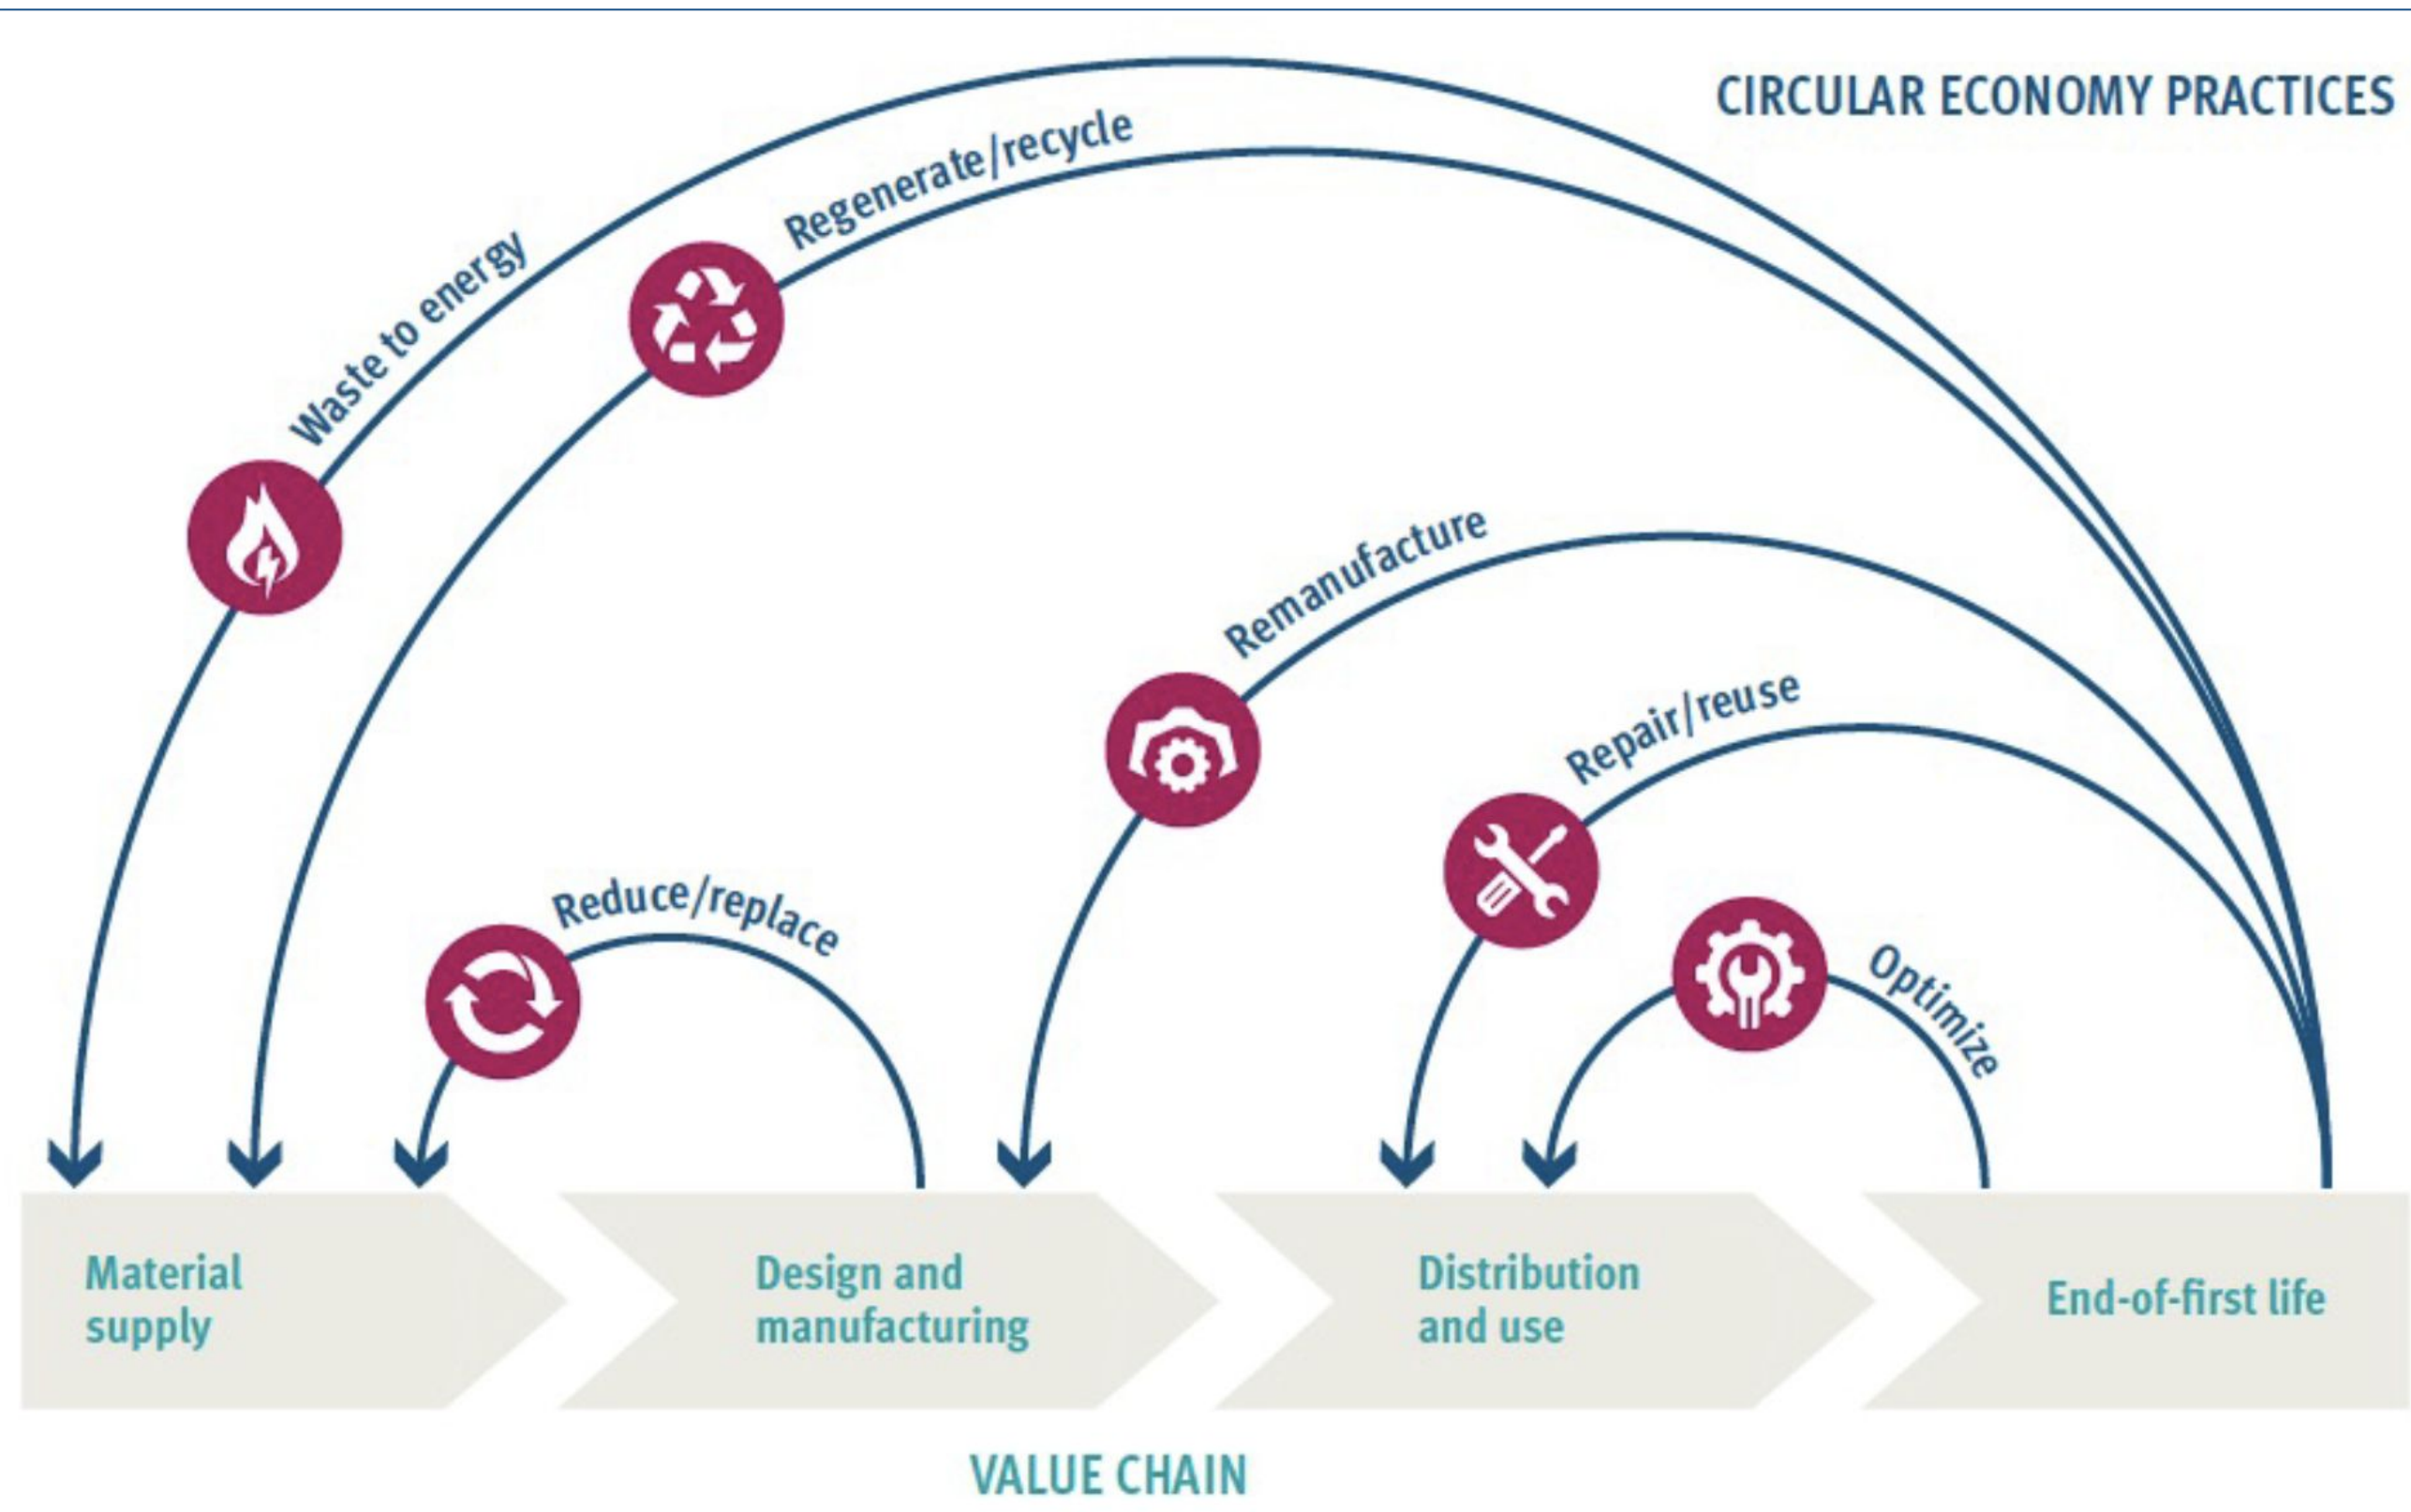 CIRCULAR ECONOMY PRACTICES
Regenerate/recycle
Waste to energy
Remanufacture
Repair/reuse
Reduce/replace
Optimize
Material
supply
Design and
manufacturing
Distribution
and use
End-of-first life
VALUE CHAIN